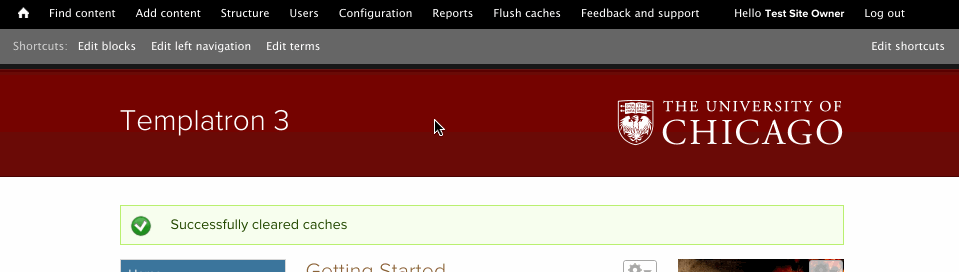 Find content Add content Structure Users Configuration Reports Flush caches Feedback and support Hello Test Site Owner Log out
Shortcuts: Edit blocks Edit left navigation Edit terms Edit shortcuts
Templatron 3
THE UNIVERSITY OF
CHICAGO
Successfully cleared caches
Home
Getting Started